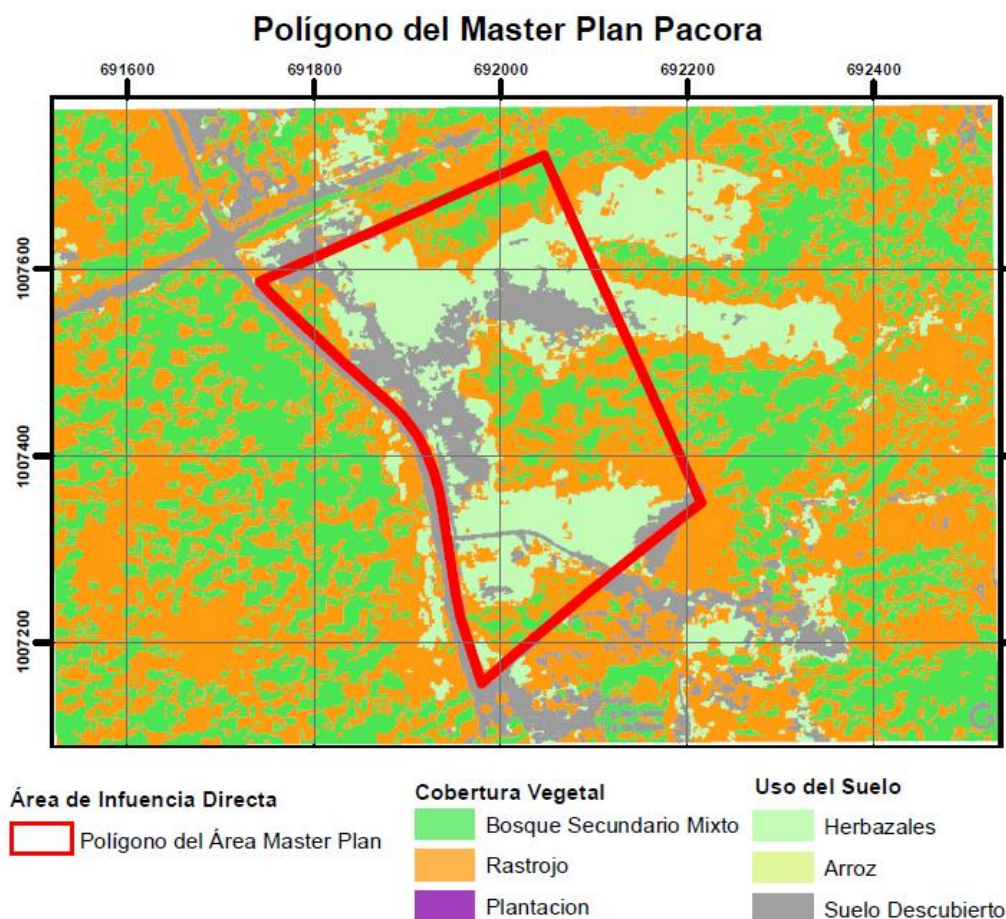 Polígono del Master Plan Pacora
691600 691800 692000 692200 692400
1007600
1007400
1007200
G
Área de Infuencia Directa
Polígono del Área Master Plan
Cobertura Vegetal
Bosque Secundario Mixto
Rastrojo
Plantacion
Uso del Suelo
Herbazales
Arroz
Suelo Descubierto